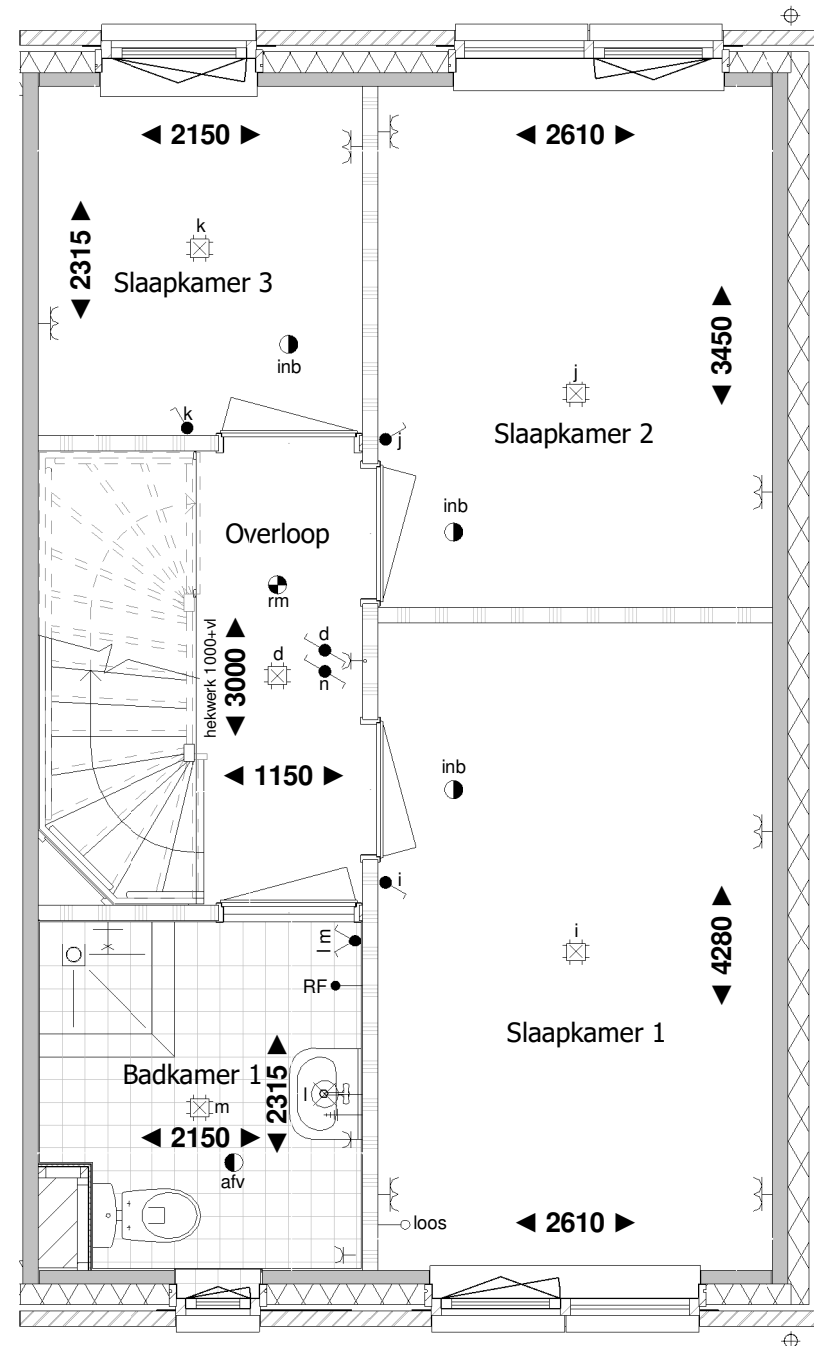 ◄ 2150 ►
◄ 2610 ►
◄ 2315 ►
k
Slaapkamer 3
◄ 3450 ►
inb
j
k
j
Slaapkamer 2
inb
Overloop
rm
d
d
n
hekwerk 1000+vl
◄ 3000 ►
◄ 1150 ►
inb
i
l m
i
◄ 4280 ►
RF
Slaapkamer 1
Badkamer 1
◄ 2315 ►
l
m
◄ 2150 ►
afv
loos
◄ 2610 ►